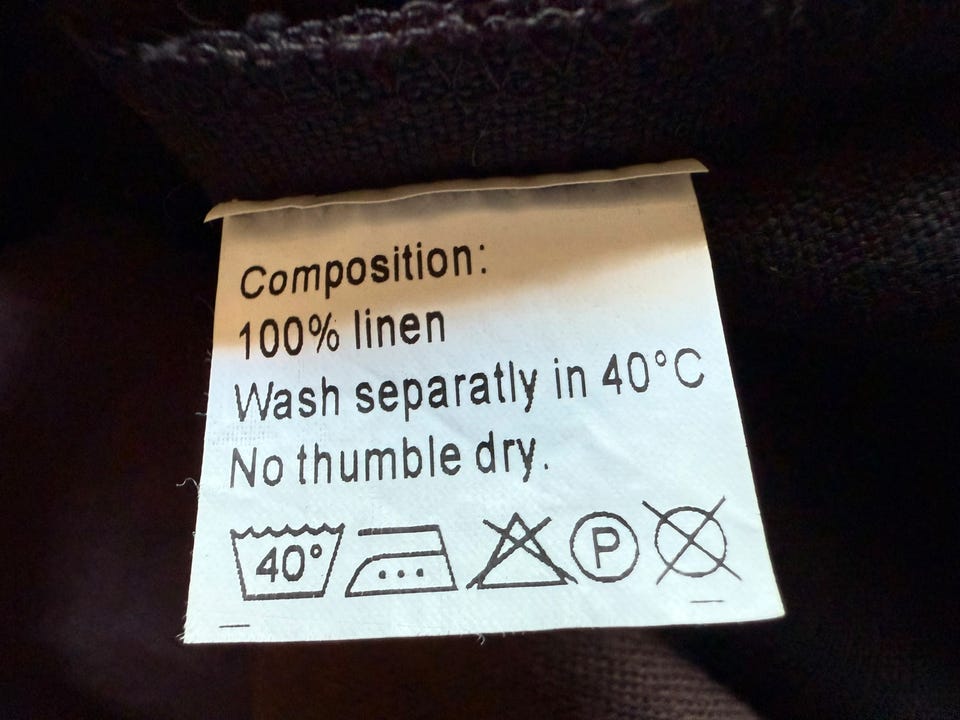 Composition:
100% linen
Wash separatly in 40°C
No thumble dry.
40° P